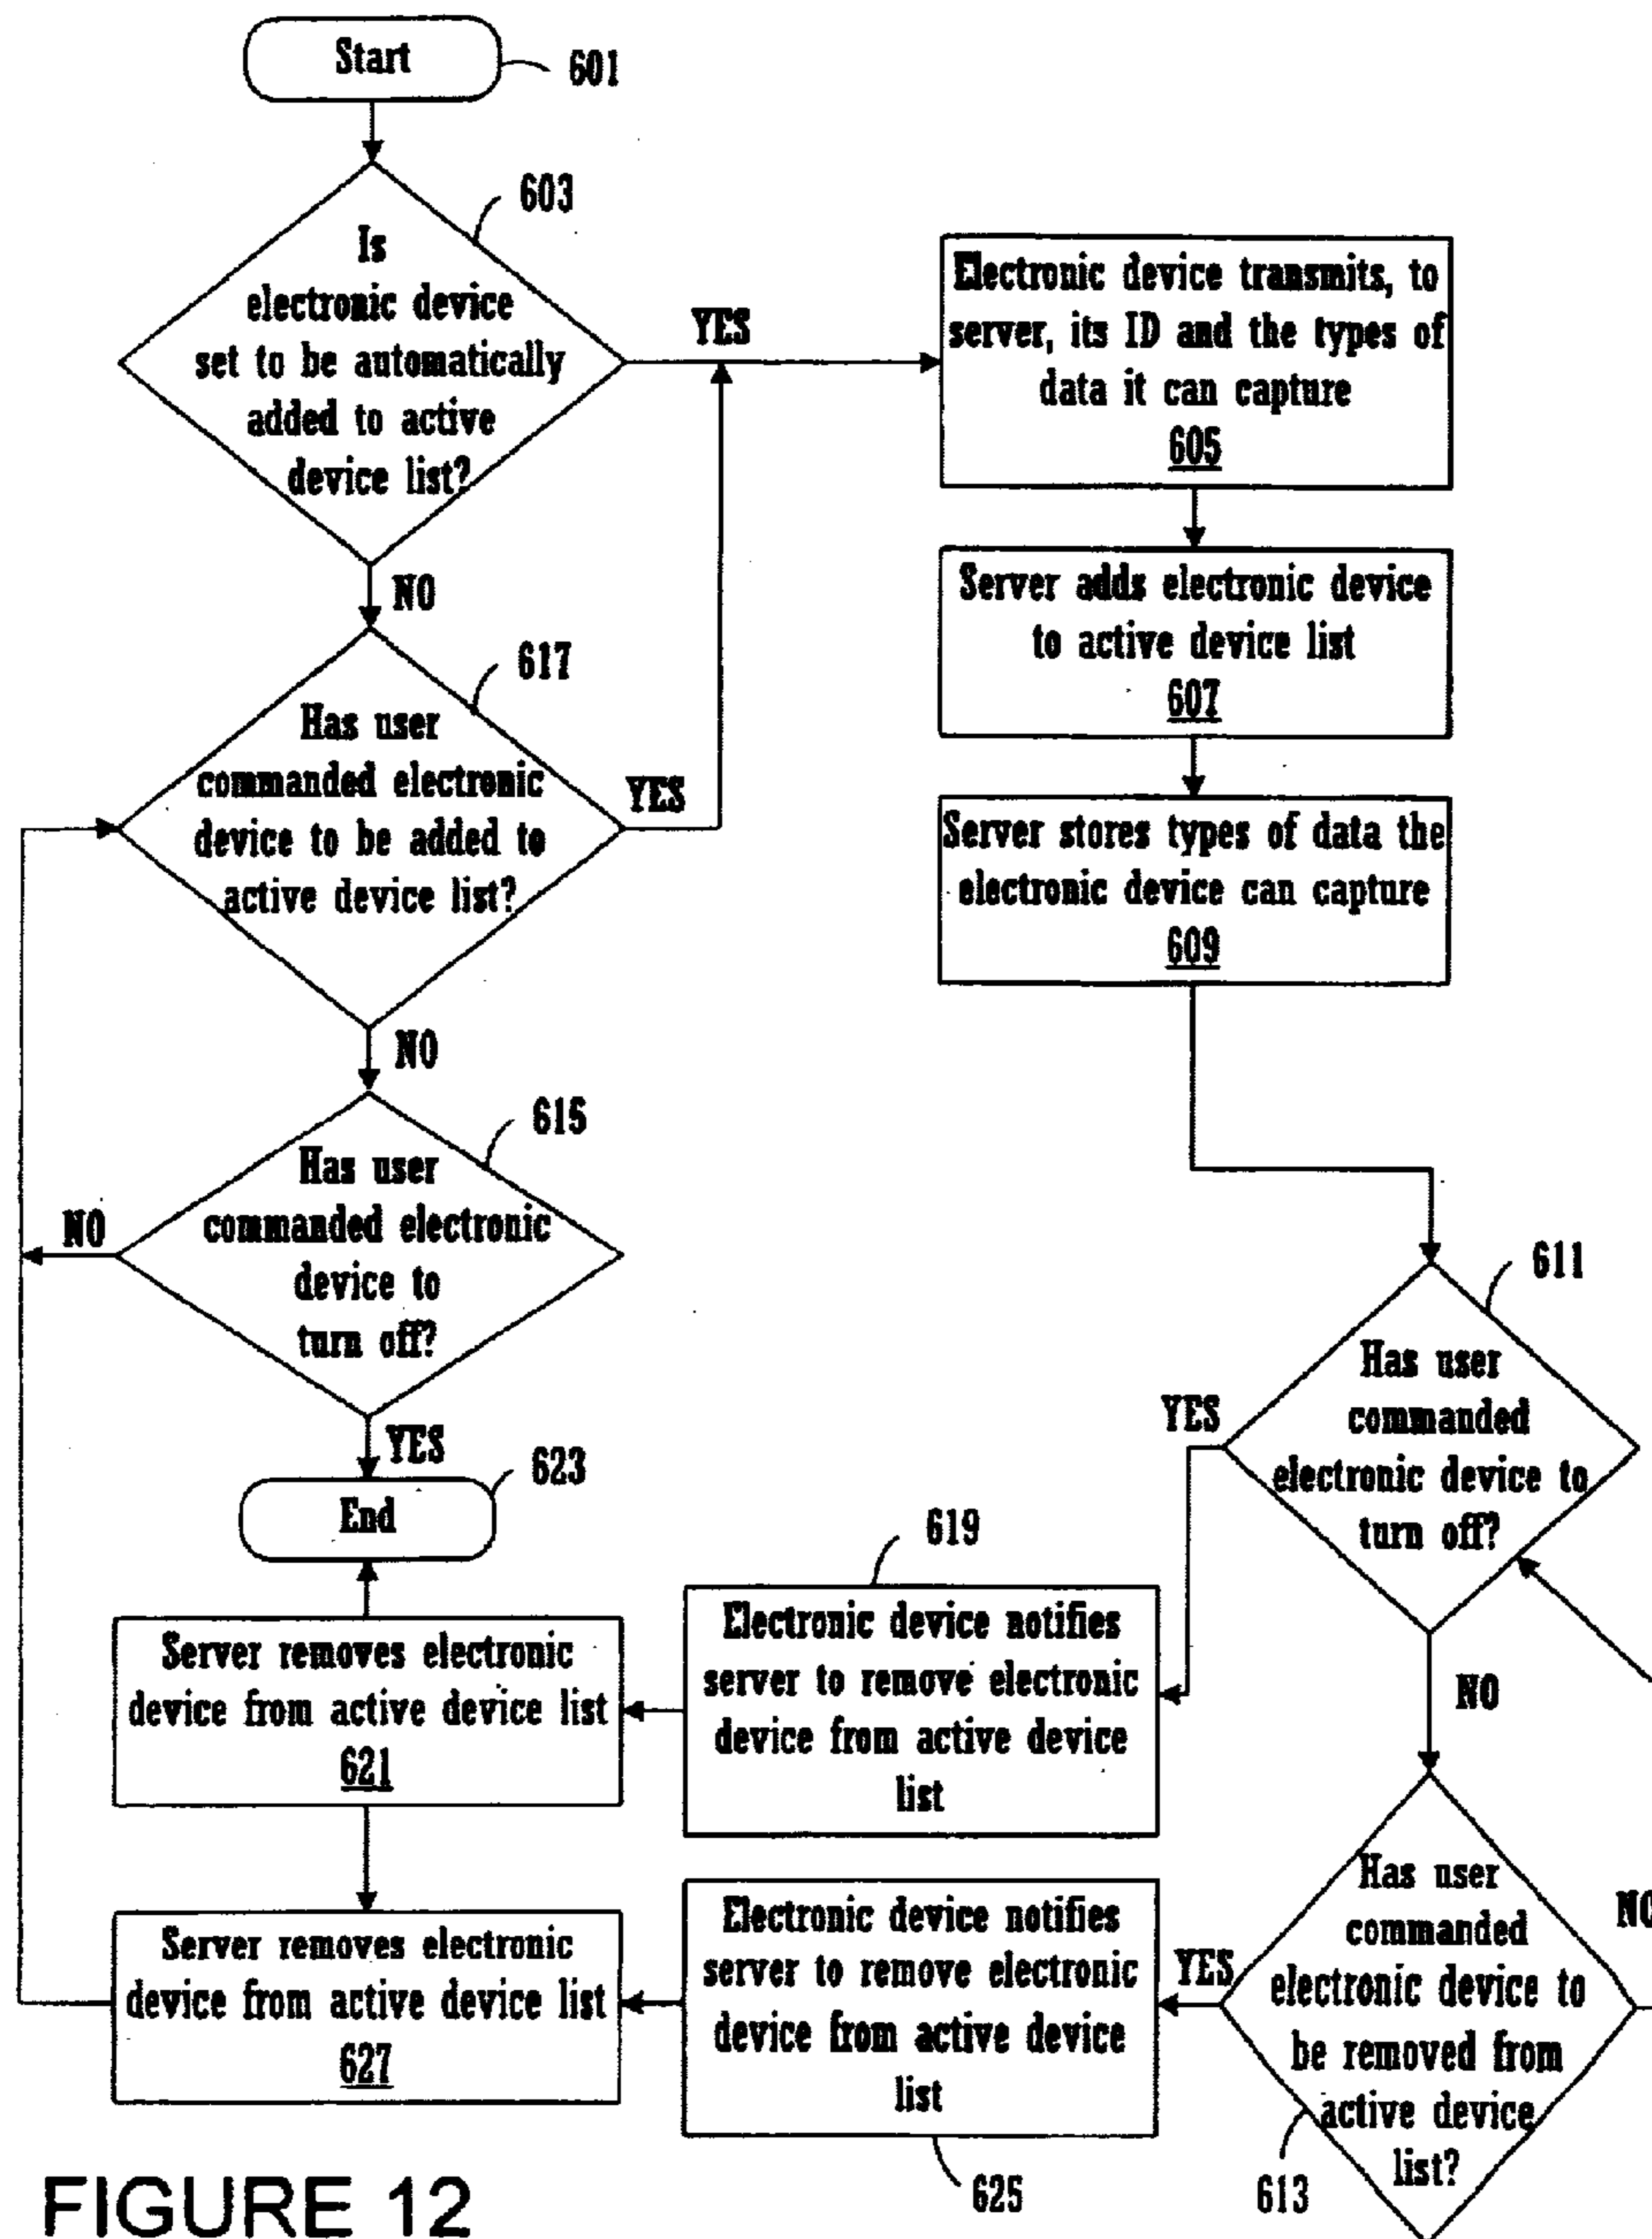 Start
601
603
Is
electronic device
set to be automatically
added to active
device list?
YES
NO
Electronic device transmits, to
server, its ID and the types of
data it can capture
605
Server adds electronic device
to active device list
607
Server stores types of data the
electronic device can capture
609
617
Has user
commanded electronic
device to be added to
active device list?
YES
NO
615
Has user
commanded electronic
device to
turn off?
NO
YES
623
End
611
Has user
commanded
electronic device to
turn off?
YES
NO
619
Electronic device notifies
server to remove electronic
device from active device
list
Server removes electronic
device from active device list
621
613
Has user
commanded
electronic device to
be removed from
active device
list?
YES
NO
Electronic device notifies
server to remove electronic
device from active device
list
625
Server removes electronic
device from active device list
627
FIGURE 12